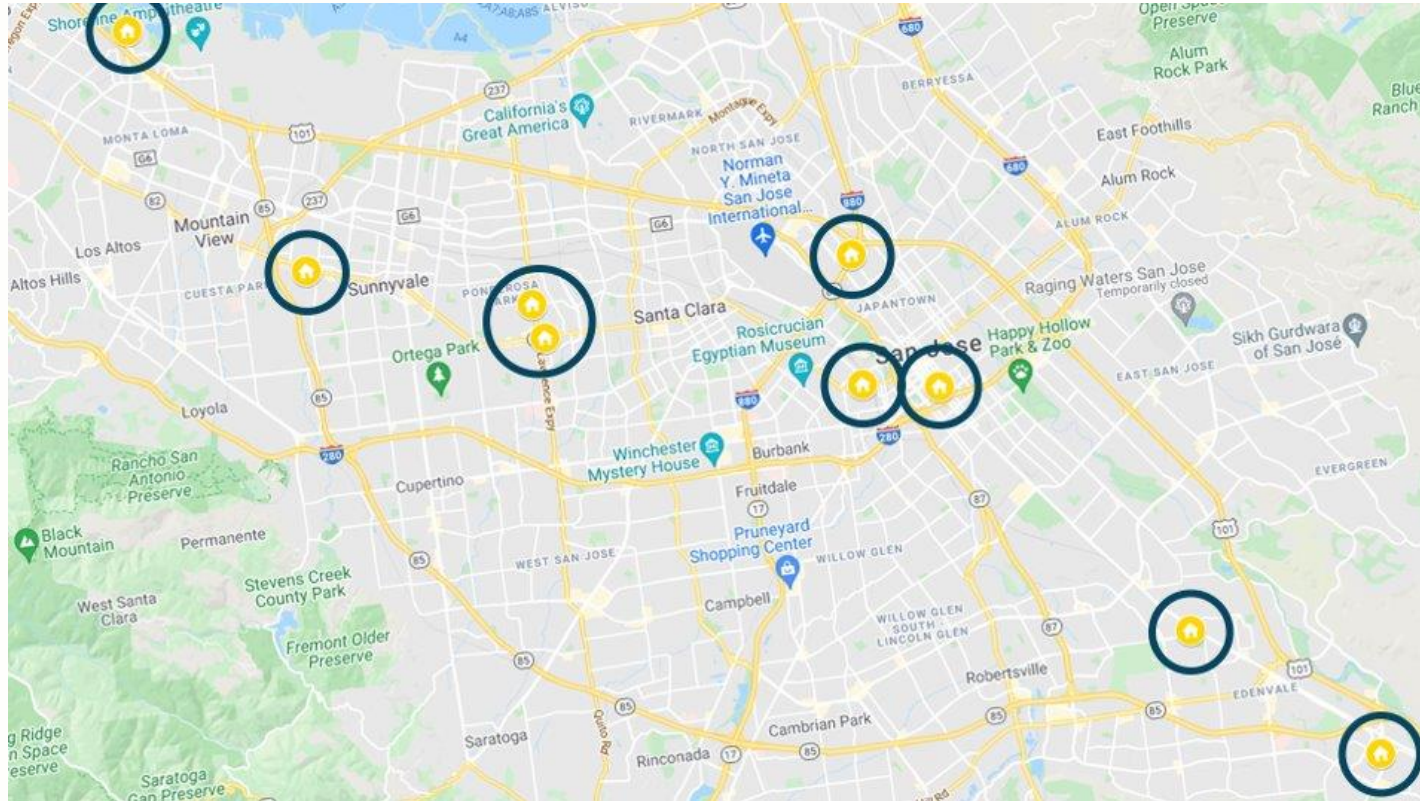 Shoreline Amphitheatre
A7;A8;A5
ALVISO
A4
680
Open Space
Preserve
Alum
Rock Park
BERRYESSA
Blue
Ranch
237
California's
Great America
RIVERMARK
Montague Expy
MONTA LOMA
101
G6
NORTH SAN JOSE
East Foothills
Norman
Y. Mineta
San Jose
International...
680
Alum Rock
82
85
237
G6
G6
880
ALUM ROCK
Mountain
View
Los Altos
Altos Hills
CUESTA PARK
Sunnyvale
Santa Clara
JAPANTOWN
Raging Waters San Jose
Temporarily closed
Rosicrucian
Egyptian Museum
San Jose
Happy Hollow
Park & Zoo
Sikh Gurdwara
of San José
Ortega Park
Lawrence Expy
EAST SAN JOSE
Loyola
85
880
280
280
Winchester
Mystery House
Burbank
Rancho San
Antonio
Preserve
Cupertino
Fruitdale
EVERGREEN
17
87
Black
Mountain
Permanente
101
Pruneyard
Shopping Center
WILLOW GLEN
WEST SAN JOSE
85
Stevens Creek
County Park
West Santa
Clara
Campbell
WILLOW GLEN
SOUTH -
LINCOLN GLEN
87
Fremont Older
Preserve
85
Robertsville
101
EDENVALE
85
Quito Rd
85
85
Cambrian Park
Saratoga
Rinconada
17
85
g Ridge
n Space
eserve
Saratoga
Gap Preserve